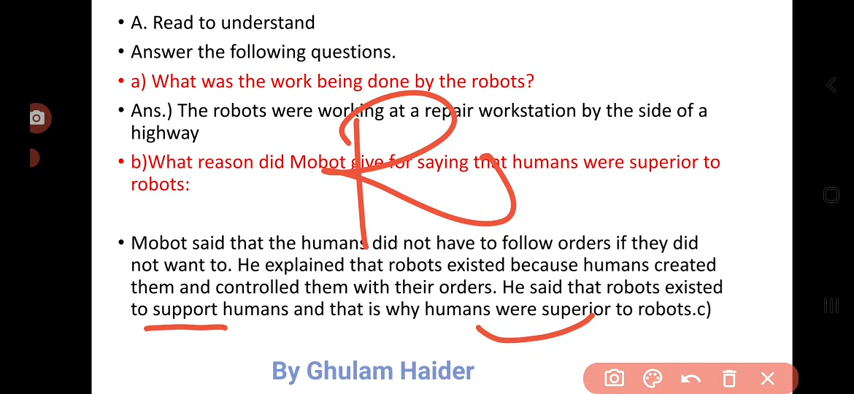 • A. Read to understand
• Answer the following questions.
• a) What was the work being done by the robots?
• Ans.) The robots were working at a repair workstation by the side of a
highway
• b)What reason did Mobot give for saying that humans were superior to
robots:
• Mobot said that the humans did not have to follow orders if they did
not want to. He explained that robots existed because humans created
them and controlled them with their orders. He said that robots existed
to support humans and that is why humans were superior to robots.c)
By Ghulam Haider
R